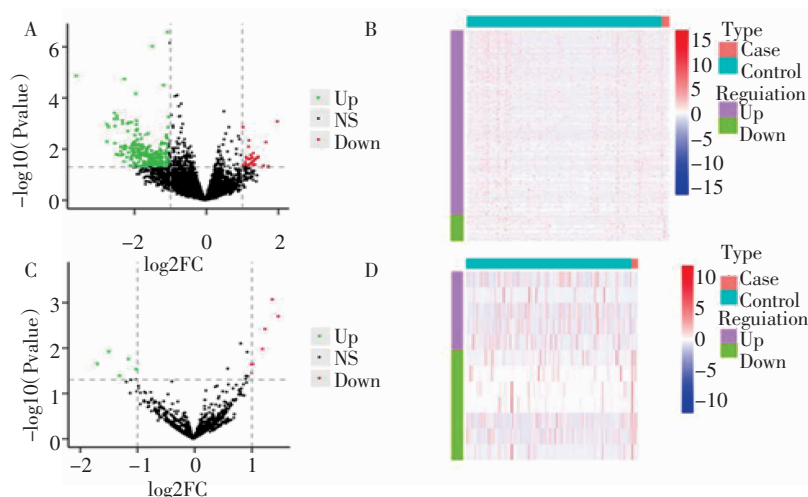 A
6
4
2
0
−log10(Pvalue)
−2
0
2
log2FC
Up
NS
Down
B
15
10
5
0
−5
−10
−15
Type
Case
Control
Reguiation
Up
Down
C
3
2
1
0
−log10(Pvalue)
−2
−1
0
1
log2FC
Up
NS
Down
D
10
5
0
−5
−10
Type
Case
Control
Reguiation
Up
Down